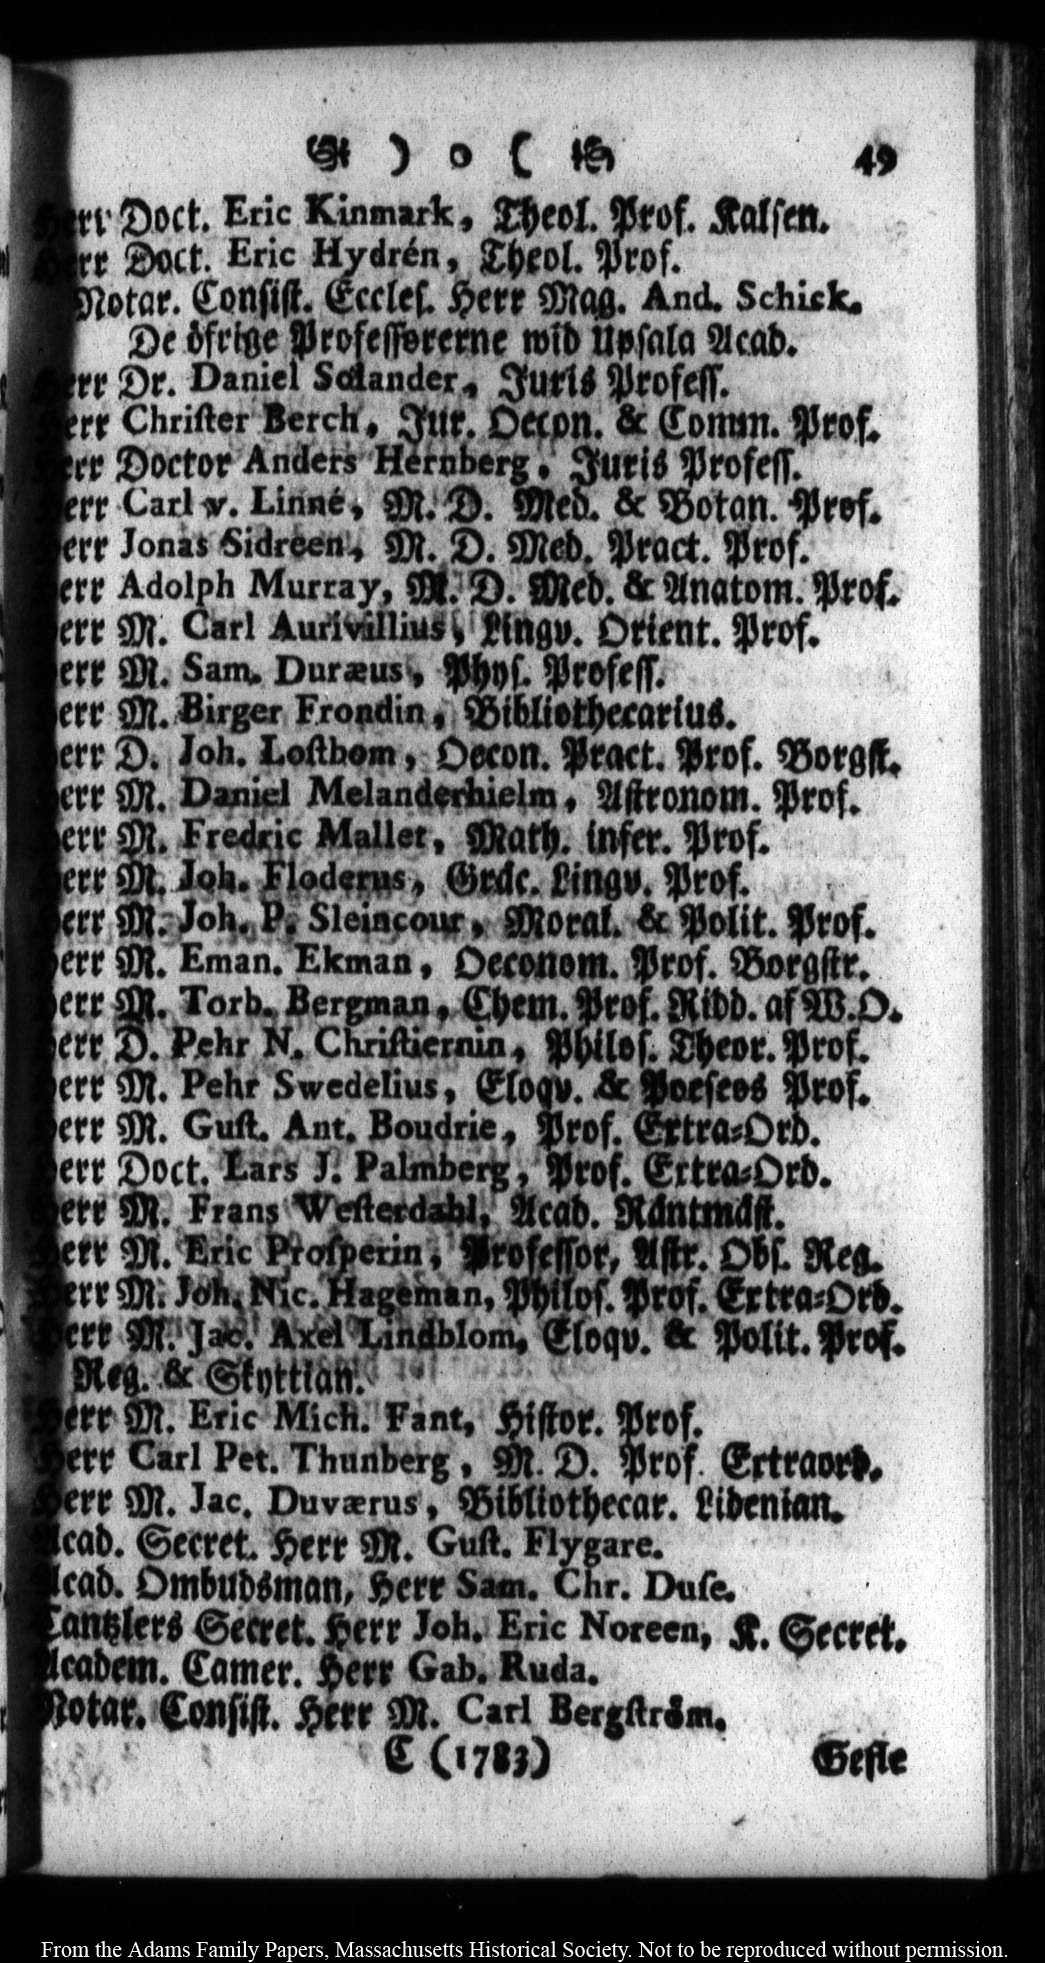 ) o ( 49
Herr Doct. Eric Kinmark, Theol. Prof. Kalsen.
Herr Doct. Eric Hydrén, Theol. Prof.
Notar. Consist. Eccles. Herr Mag. And. Schick.
De öfrige Professorerne wid Upsala Acad.
Herr Dr. Daniel Solander, Juris Profess.
Herr Christer Berch, Jur. Oecon. & Comm. Prof.
Herr Doctor Anders Hernberg, Juris Profess.
Herr Carl v. Linné, M. D. Med. & Botan. Prof.
Herr Jonas Sidreen, M. D. Med. Pract. Prof.
Herr Adolph Murray, M. D. Med. & Anatom. Prof.
Herr M. Carl Aurivillius, Lingv. Orient. Prof.
Herr M. Sam. Duræus, Phys. Profess.
Herr M. Birger Frondin, Bibliothecarius.
Herr D. Joh. Lostbom, Oecon. Pract. Prof. Borgst.
Herr M. Daniel Melanderhielm, Astronom. Prof.
Herr M. Fredric Mallet, Math. infer. Prof.
Herr M. Joh. Floderus, Gräc. Lingv. Prof.
Herr M. Joh. P. Sleincour, Moral. & Polit. Prof.
Herr M. Eman. Ekman, Oeconom. Prof. Borgstr.
Herr M. Torb. Bergman, Chem. Prof. Ridd. af W.O.
Herr D. Pehr N. Christiernin, Philos. Theor. Prof.
Herr M. Pehr Swedelius, Eloqv. & Poeseos Prof.
Herr M. Gust. Ant. Boudrie, Prof. Extra-Ord.
Herr Doct. Lars J. Palmberg, Prof. Extra-Ord.
Herr M. Frans Westerdahl, Acad. Räntmäst.
Herr M. Eric Prosperin, Professor, Astr. Obs. Reg.
Herr M. Joh. Nic. Hageman, Philos. Prof. Extra-Ord.
Herr M. Jac. Axel Lindblom, Eloqv. & Polit. Prof.
Reg. & Skyttian.
Herr M. Eric Mich. Fant, Histor. Prof.
Herr Carl Pet. Thunberg, M. D. Prof. Extraord.
Herr M. Jac. Duværus, Bibliothecar. Lidenian.
Acad. Secret. Herr M. Gust. Flygare.
Acad. Ombudsman, Herr Sam. Chr. Duse.
Cantzlers Secret. Herr Joh. Eric Noreen, K. Secret.
Academ. Camer. Herr Gab. Ruda.
Notar. Consist. Herr M. Carl Bergström.
C (1783) Gefle
From the Adams Family Papers, Massachusetts Historical Society. Not to be reproduced without permission.